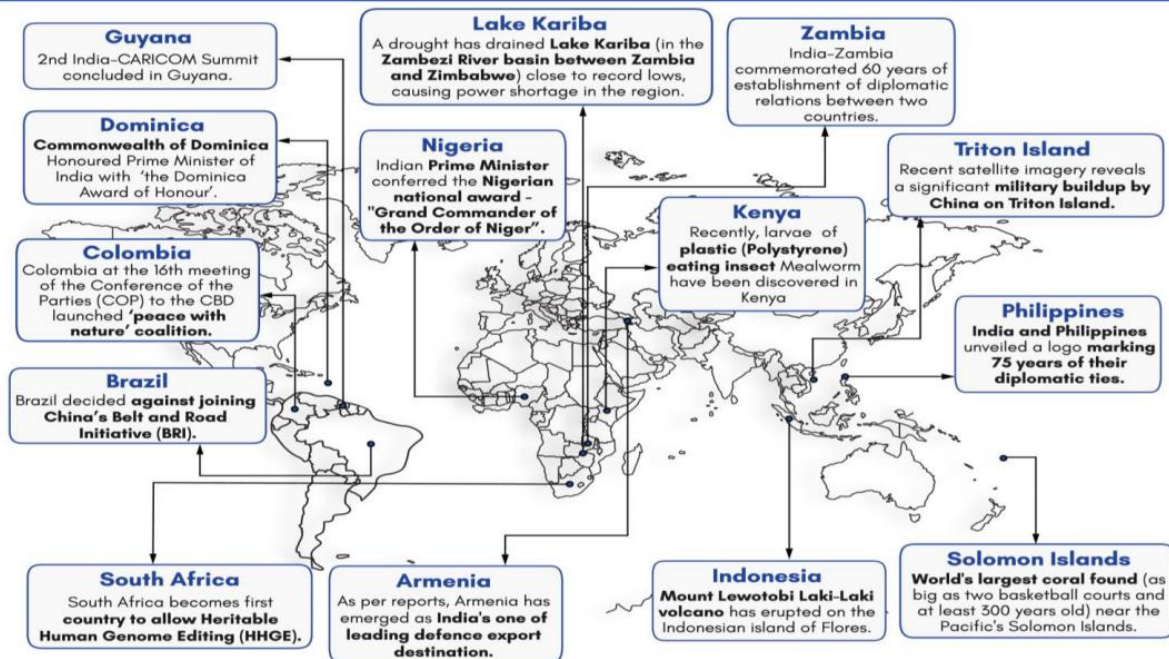 Guyana
2nd India-CARICOM Summit
concluded in Guyana.
Lake Kariba
A drought has drained Lake Kariba (in the
Zambezi River basin between Zambia
and Zimbabwe) close to record lows,
causing power shortage in the region.
Zambia
India-Zambia
commemorated 60 years of
establishment of diplomatic
relations between two
countries.
Dominica
Commonwealth of Dominica
Honoured Prime Minister of
India with 'the Dominica
Award of Honour'.
Nigeria
Indian Prime Minister
conferred the Nigerian
national award -
"Grand Commander of
the Order of Niger".
Triton Island
Recent satellite imagery reveals
a significant military buildup by
China on Triton Island.
Kenya
Recently, larvae of
plastic (Polystyrene)
eating insect Mealworm
have been discovered in
Kenya
Colombia
Colombia at the 16th meeting
of the Conference of the
Parties (COP) to the CBD
launched 'peace with
nature' coalition.
Philippines
India and Philippines
unveiled a logo marking
75 years of their
diplomatic ties.
Brazil
Brazil decided against joining
China's Belt and Road
Initiative (BRI).
South Africa
South Africa becomes first
country to allow Heritable
Human Genome Editing (HHGE).
Armenia
As per reports, Armenia has
emerged as India's one of
leading defence export
destination.
Indonesia
Mount Lewotobi Laki-Laki
volcano has erupted on the
Indonesian island of Flores.
Solomon Islands
World's largest coral found (as
big as two basketball courts and
at least 300 years old) near the
Pacific's Solomon Islands.